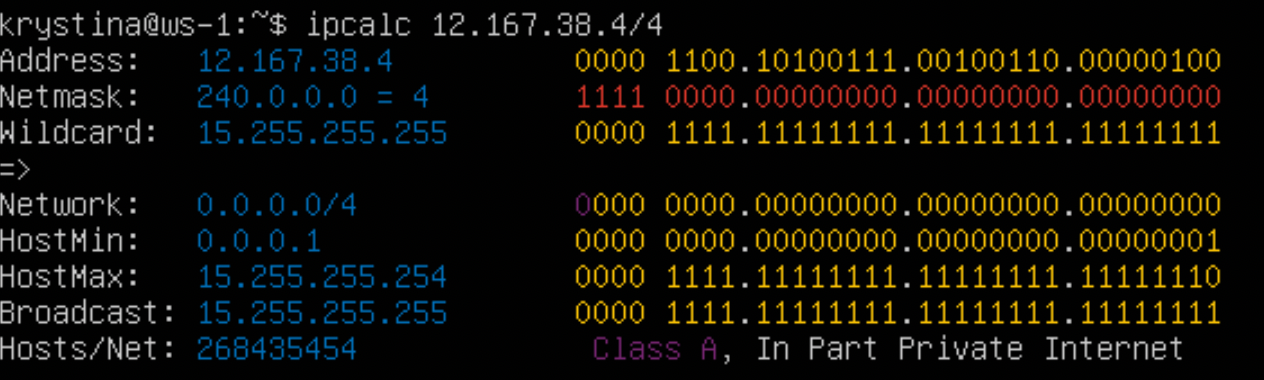 krystina@ws-1:~$ ipcalc 12.167.38.4/4
Address:   12.167.38.4          0000 1100.10100111.00100110.00000100
Netmask:   240.0.0.0 = 4        1111 0000.00000000.00000000.00000000
Wildcard:  15.255.255.255       0000 1111.11111111.11111111.11111111
=>
Network:   0.0.0.0/4            0000 0000.00000000.00000000.00000000
HostMin:   0.0.0.1              0000 0000.00000000.00000000.00000001
HostMax:   15.255.255.254       0000 1111.11111111.11111111.11111110
Broadcast: 15.255.255.255       0000 1111.11111111.11111111.11111111
Hosts/Net: 268435454             Class A, In Part Private Internet